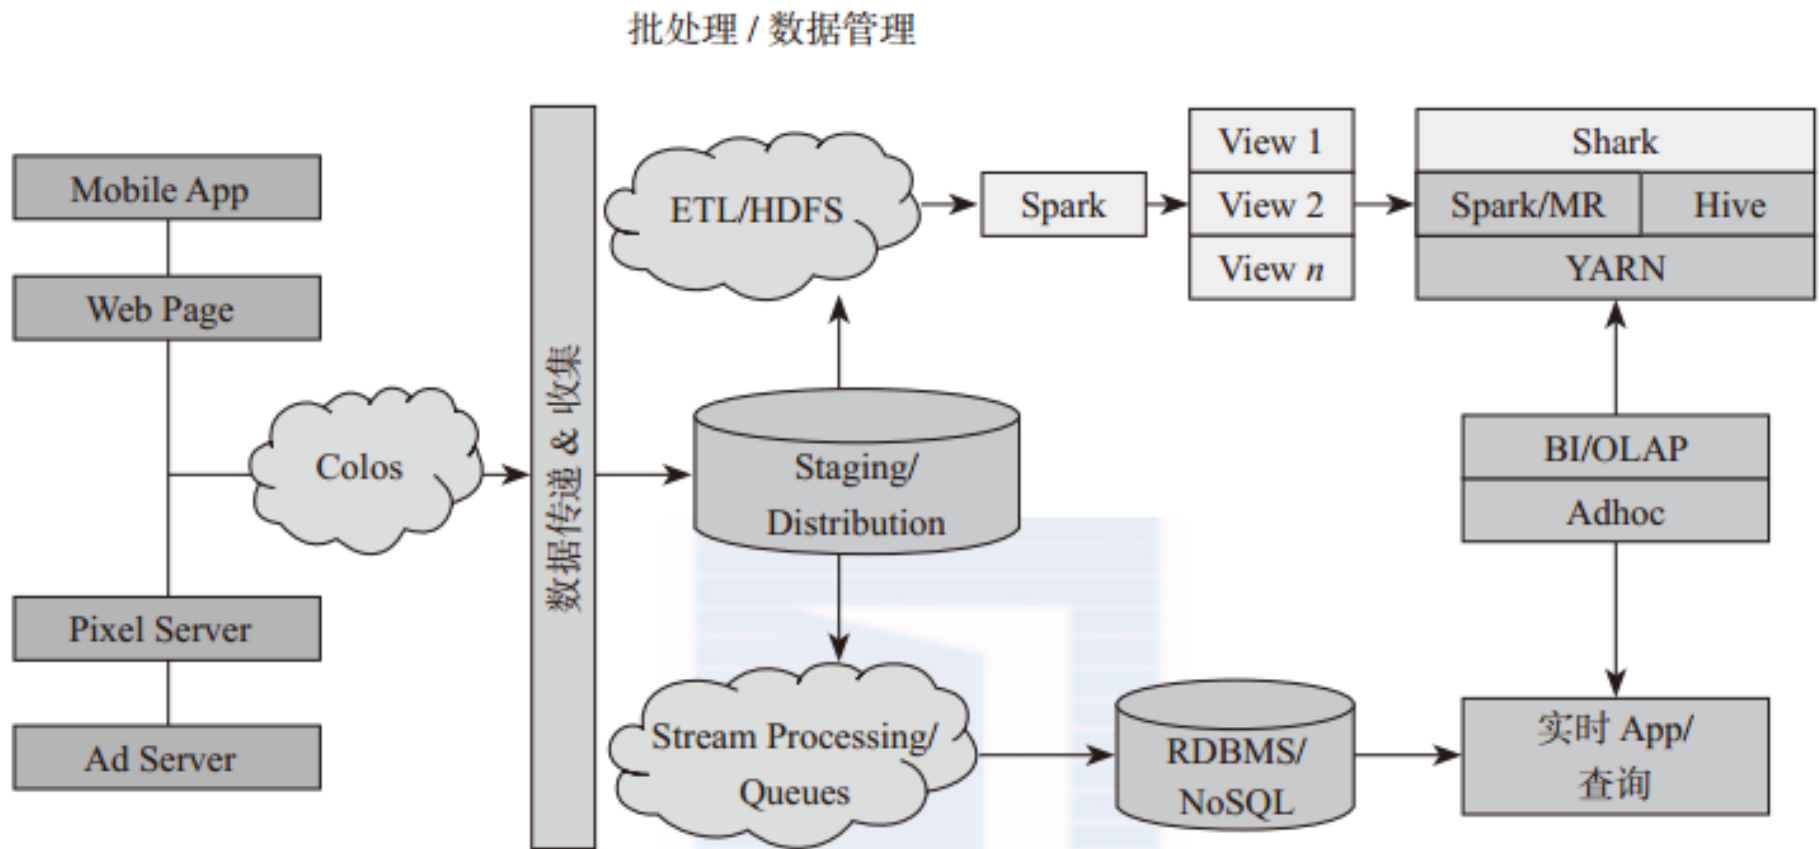 批处理 / 数据管理
Mobile App
Web Page
Pixel Server
Ad Server
Colos
数据传递 & 收集
ETL/HDFS
Spark
View 1
View 2
View n
Shark
Spark/MR
Hive
YARN
Staging/
Distribution
BI/OLAP
Adhoc
Stream Processing/
Queues
RDBMS/
NoSQL
实时 App/
查询